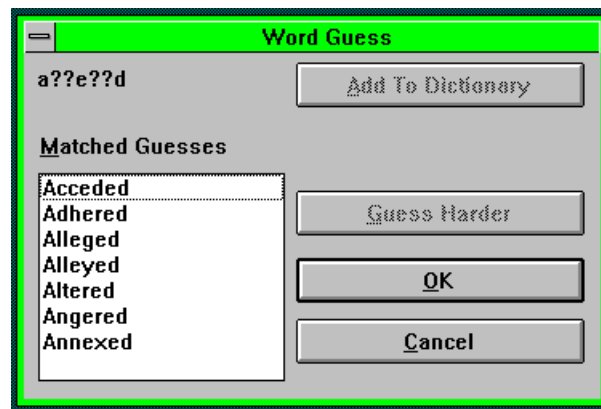 Word Guess
a??e??d
Add To Dictionary
Matched Guesses
Acceded
Adhered
Alleged
Alleyed
Altered
Angered
Annexed
Guess Harder
OK
Cancel